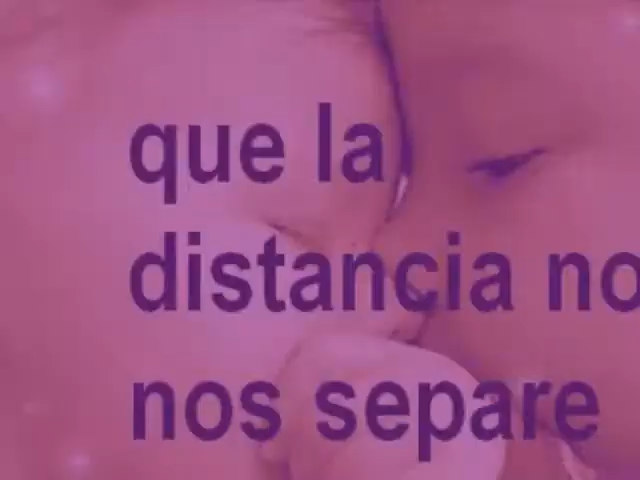 que la
distancia no
nos separe